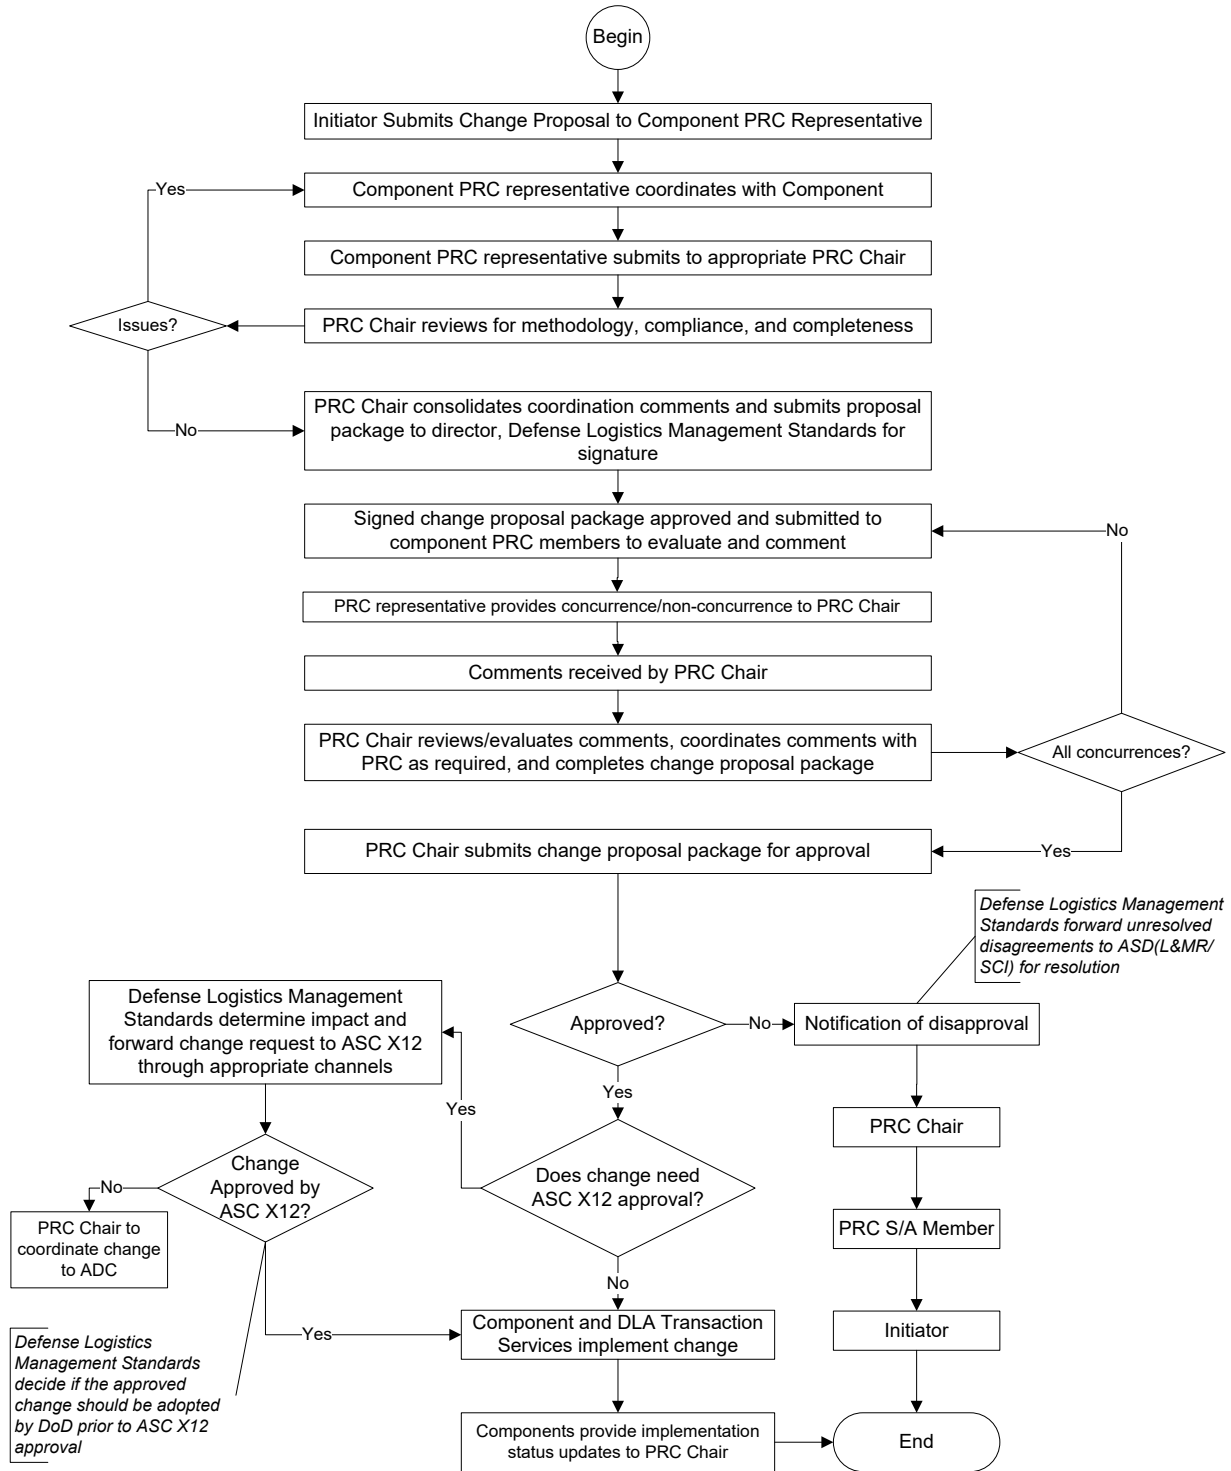 Begin
Initiator Submits Change Proposal to Component PRC Representative
Yes
Component PRC representative coordinates with Component
Component PRC representative submits to appropriate PRC Chair
Issues?
PRC Chair reviews for methodology, compliance, and completeness
No
PRC Chair consolidates coordination comments and submits proposal
package to director, Defense Logistics Management Standards for
signature
Signed change proposal package approved and submitted to
component PRC members to evaluate and comment
No
PRC representative provides concurrence/non-concurrence to PRC Chair
Comments received by PRC Chair
PRC Chair reviews/evaluates comments, coordinates comments with
PRC as required, and completes change proposal package
All concurrences?
PRC Chair submits change proposal package for approval
Yes
Defense Logistics Management
Standards forward unresolved
disagreements to ASD(L&MR/
SCI) for resolution
Defense Logistics Management
Standards determine impact and
forward change request to ASC X12
through appropriate channels
Approved?
No
Notification of disapproval
Yes
Yes
PRC Chair
Change
Approved by
ASC X12?
No
Does change need
ASC X12 approval?
PRC Chair to
coordinate change
to ADC
PRC S/A Member
No
Component and DLA Transaction
Services implement change
Yes
Initiator
Defense Logistics
Management Standards
decide if the approved
change should be adopted
by DoD prior to ASC X12
approval
Components provide implementation
status updates to PRC Chair
End